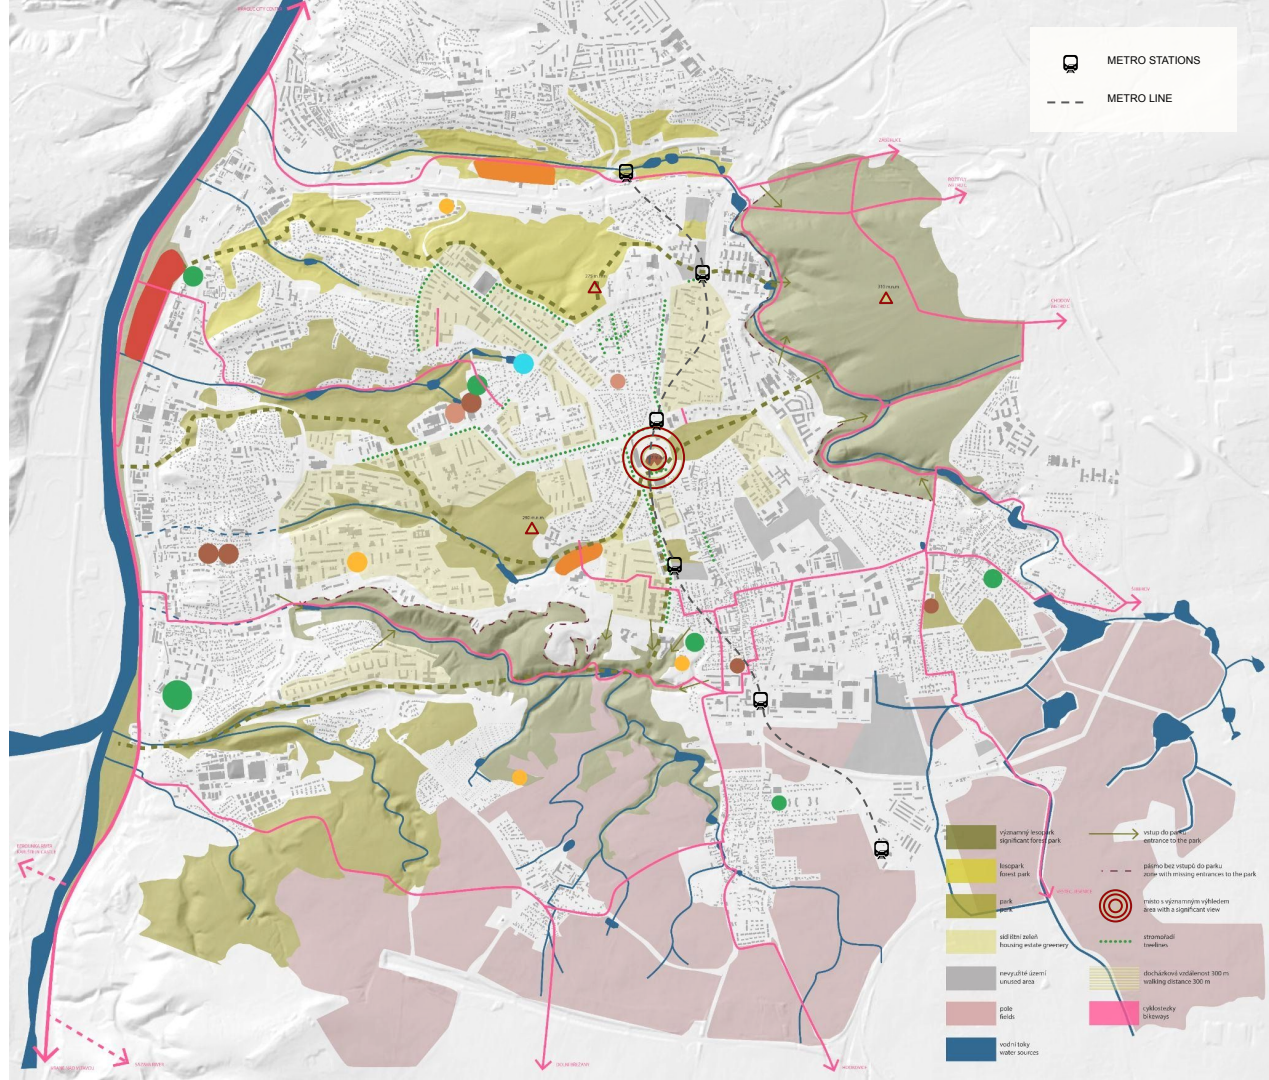 METRO STATIONS
METRO LINE
významný lesopark
significant forest park
vstup do parku
entrance to the park
lesopark
forest park
pásmo bez vstupů do parku
zone with missing entrances to the park
park
park
místo s významným výhledem
area with a significant view
sídlištní zeleň
housing estate greenery
stromořadí
treelines
nevyužité území
unused area
docházková vzdálenost 300 m
walking distance 300 m
pole
fields
cyklostezky
bikeways
vodní toky
water sources